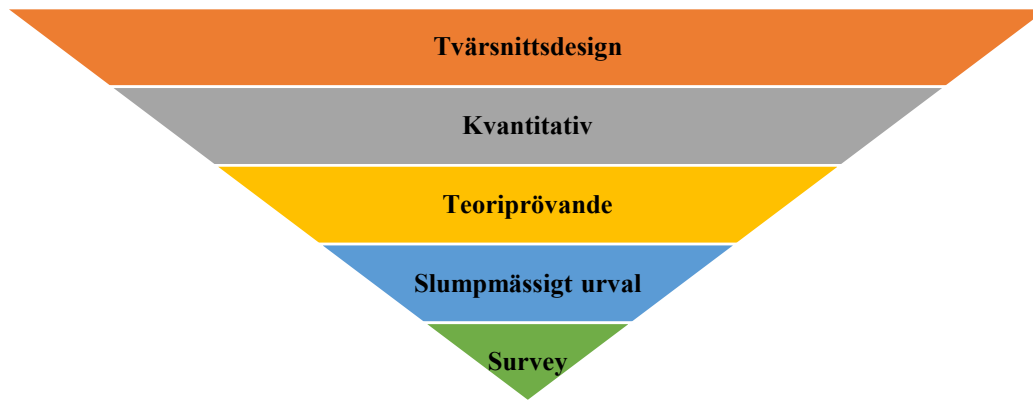 Tvärsnittsdesign
Kvantitativ
Teoriprövande
Slumpmässigt urval
Survey